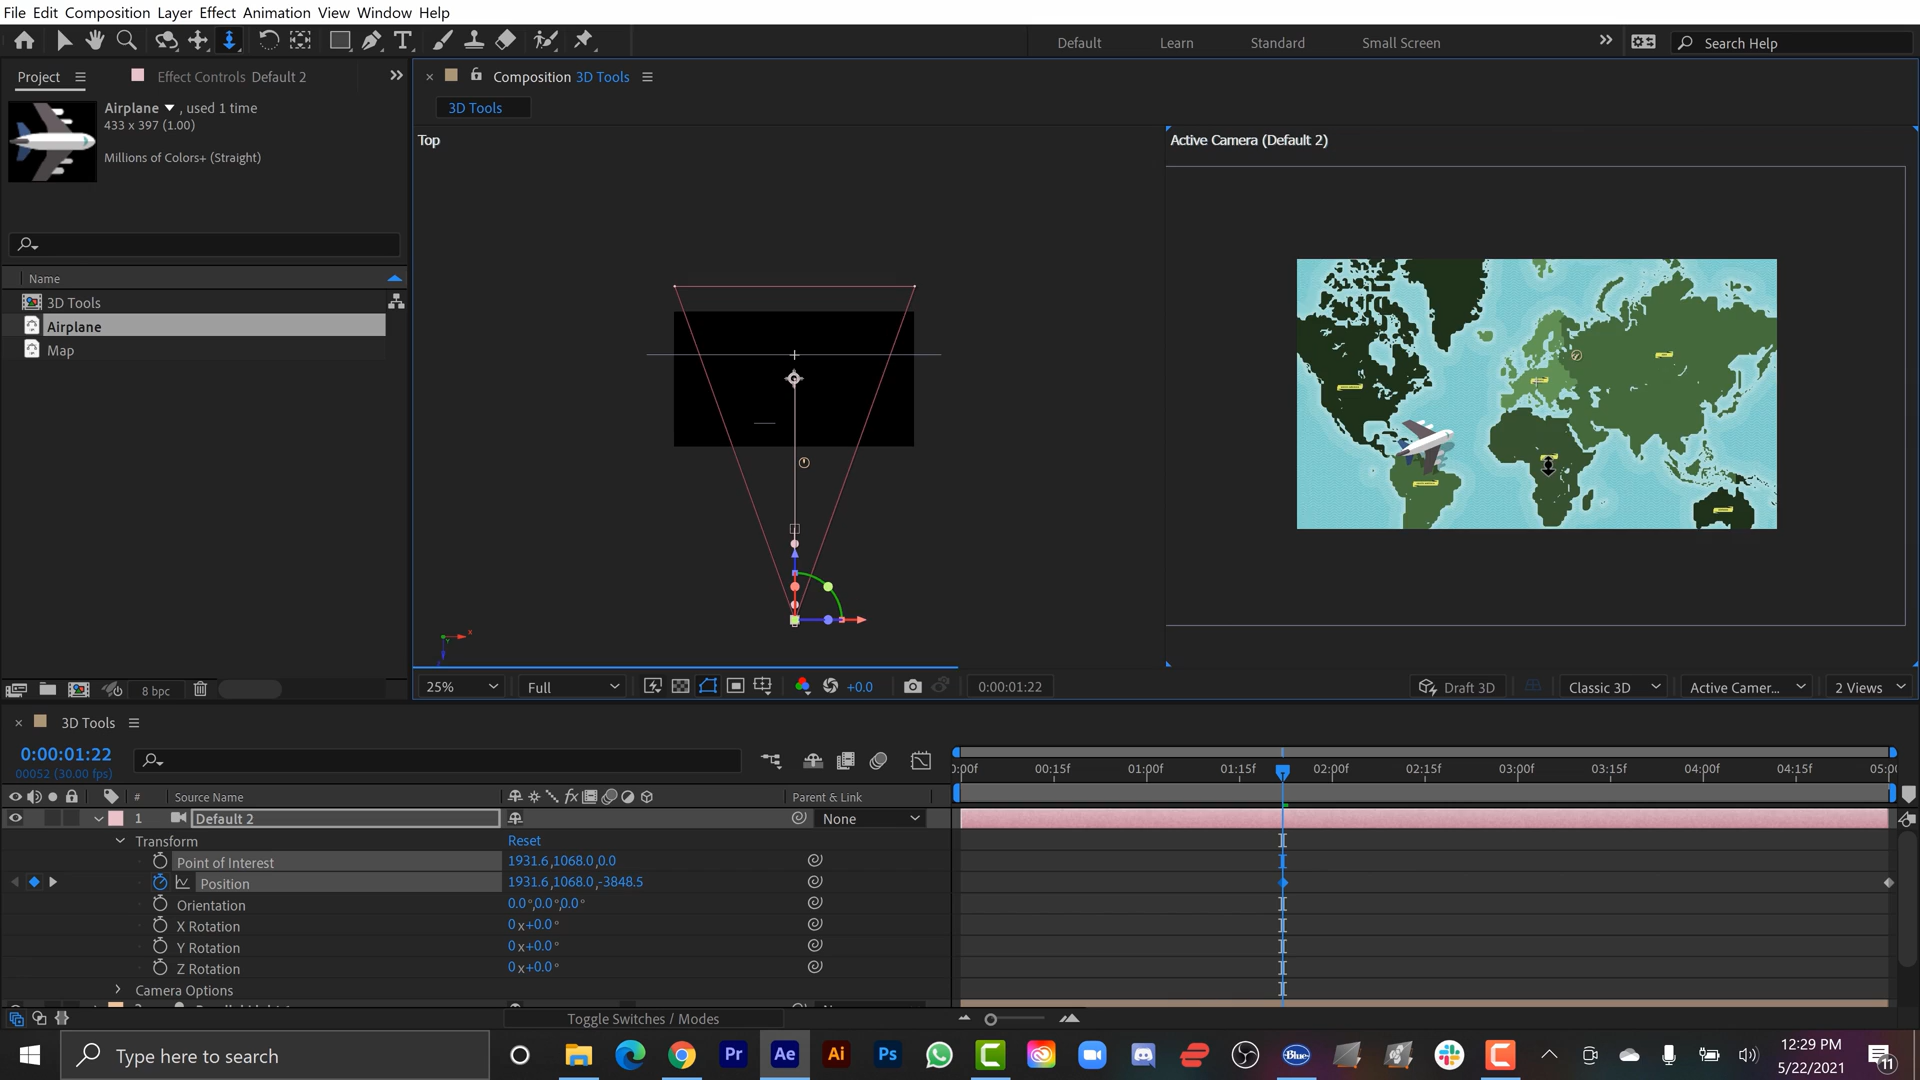 File Edit Composition Layer Effect Animation View Window Help
Default Learn Standard Small Screen Search Help
Project Effect Controls Default 2
Composition 3D Tools
Airplane , used 1 time
433 x 397 (1.00)
Millions of Colors+ (Straight)
3D Tools
Top
Active Camera (Default 2)
Name
3D Tools
Airplane
Map
8 bpc
25% Full +0.0 0:00:01:22 Draft 3D Classic 3D Active Camer... 2 Views
3D Tools
0:00:01:22
00052 (30.00 fps)
0:00f 00:15f 01:00f 01:15f 02:00f 02:15f 03:00f 03:15f 04:00f 04:15f
# Source Name fx Parent & Link
1 Default 2 None
Transform Reset
Point of Interest 1931.6,1068.0,0.0
Position 1931.6,1068.0,-3848.5
Orientation 0.0°,0.0°,0.0°
X Rotation 0x+0.0°
Y Rotation 0x+0.0°
Z Rotation 0x+0.0°
Camera Options
Toggle Switches / Modes
Type here to search
Pr Ae Ai Ps Blue
12:29 PM
5/22/2021
11